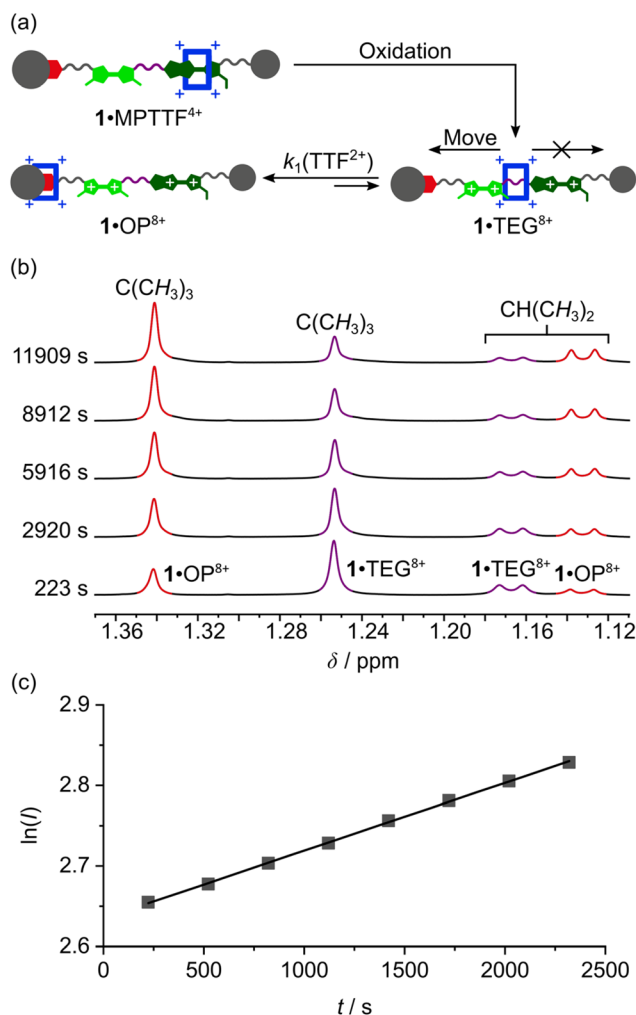 (a)
Oxidation
1•MPTTF⁴⁺
Move
k₁(TTF²⁺)
1•OP⁸⁺
1•TEG⁸⁺
(b)
C(CH₃)₃
C(CH₃)₃
CH(CH₃)₂
11909 s
8912 s
5916 s
2920 s
223 s
1•OP⁸⁺ 1•TEG⁸⁺ 1•TEG⁸⁺ 1•OP⁸⁺
1.36 1.32 1.28 1.24 1.20 1.16 1.12
δ / ppm
(c)
2.9
2.8
2.7
2.6
ln(I)
0 500 1000 1500 2000 2500
t / s